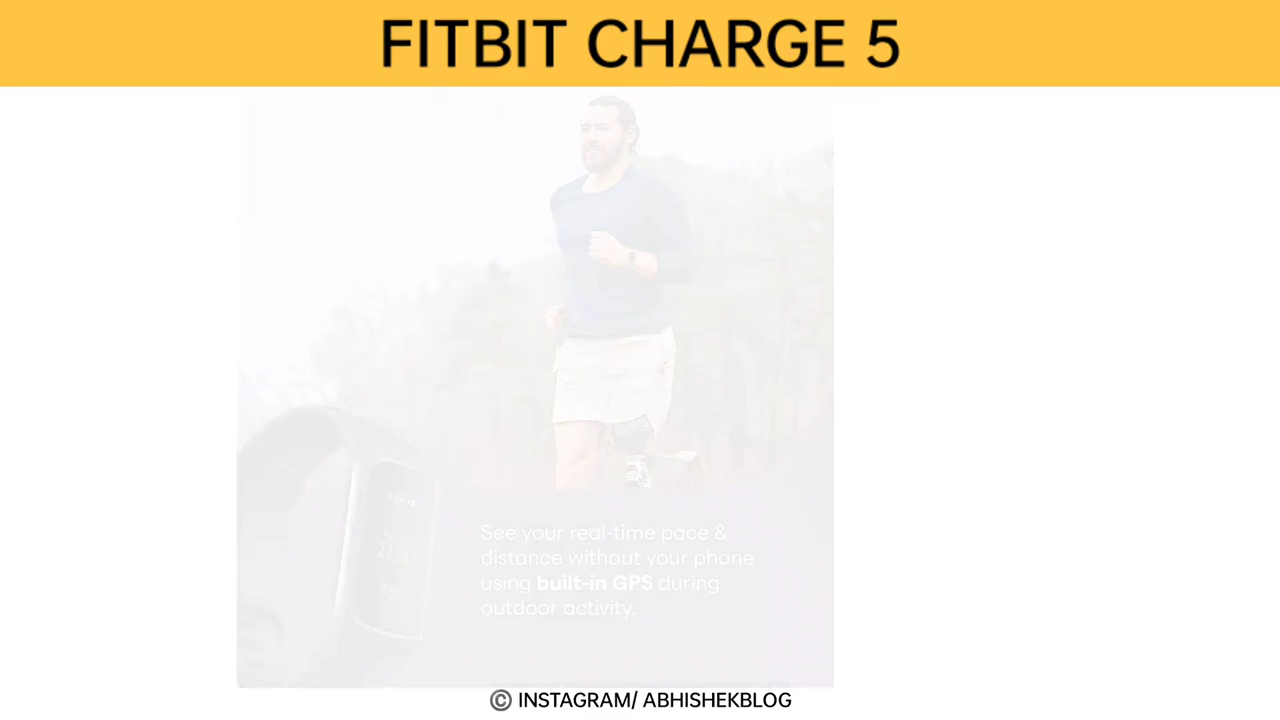 FITBIT CHARGE 5
See your real-time pace &
distance without your phone
using built-in GPS during
outdoor activity.
© INSTAGRAM/ ABHISHEKBLOG